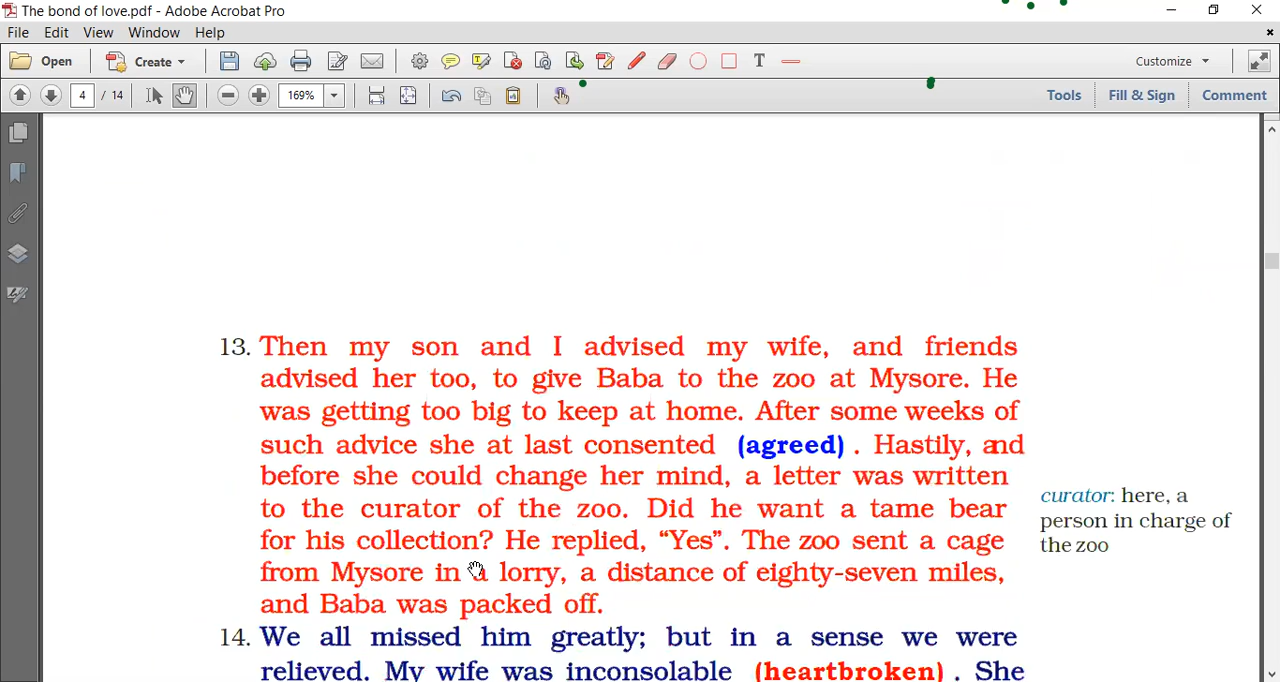 The bond of love.pdf - Adobe Acrobat Pro
File Edit View Window Help
Open Create Customize
4 / 14 169% Tools Fill & Sign Comment
13. Then my son and I advised my wife, and friends
advised her too, to give Baba to the zoo at Mysore. He
was getting too big to keep at home. After some weeks of
such advice she at last consented (agreed) . Hastily, and
before she could change her mind, a letter was written
to the curator of the zoo. Did he want a tame bear
for his collection? He replied, “Yes”. The zoo sent a cage
from Mysore in a lorry, a distance of eighty-seven miles,
and Baba was packed off.
curator: here, a
person in charge of
the zoo
14. We all missed him greatly; but in a sense we were
relieved. My wife was inconsolable (heartbroken) . She